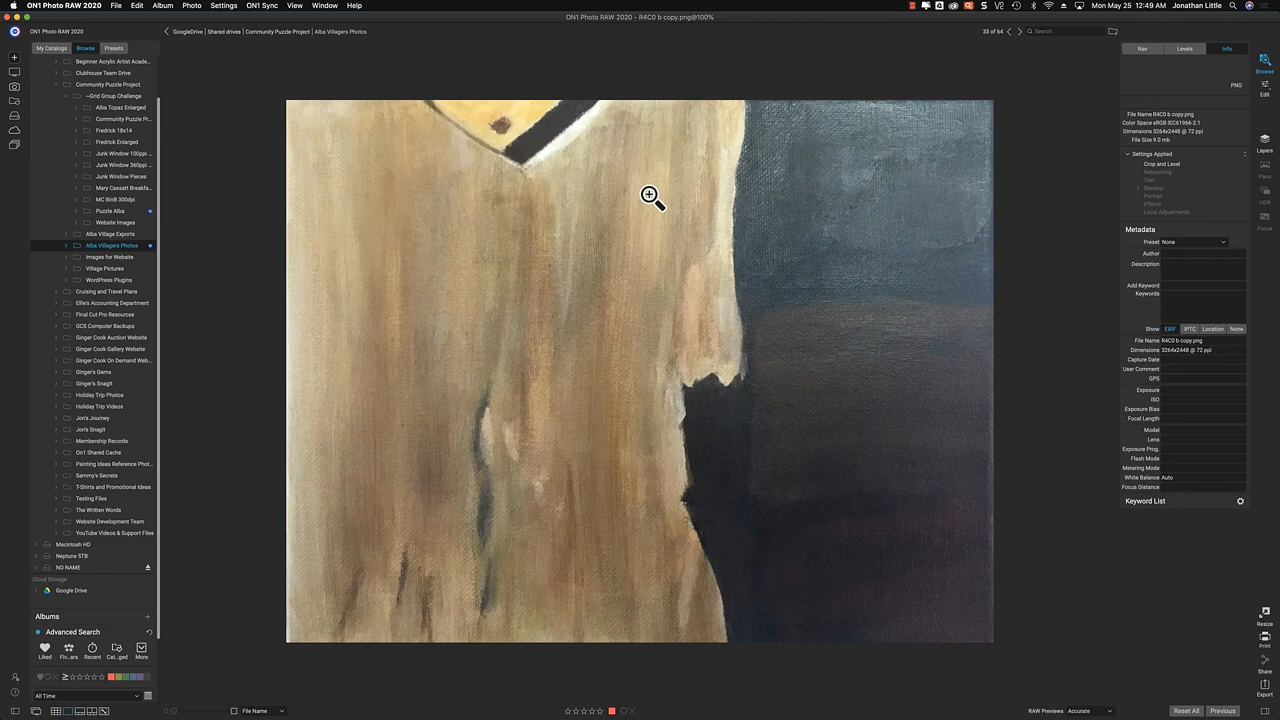 ON1 Photo RAW 2020 File Edit Album Photo Settings ON1 Sync View Window Help Mon May 25 12:49 AM Jonathan Little
ON1 Photo RAW 2020 - R4C0 b copy.png@100%
ON1 Photo RAW 2020 GoogleDrive | Shared drives | Community Puzzle Project | Alba Villagers Photos 33 of 64 Search
My Catalogs Browse Presets Nav Levels Info
Beginner Acrylic Artist Acade...
Clubhouse Team Drive
Community Puzzle Project
~Grid Group Challenge
Alba Topaz Enlarged
Community Puzzle Pr...
Fredrick 18x14
Fredrick Enlarged
Junk Window 100ppi ...
Junk Window 360ppi ...
Junk Window Pieces
Mary Cassatt Breakfa...
MC BinB 300dpi
Puzzle Alba
Website Images
Alba Village Exports
Alba Villagers Photos
Images for Website
Village Pictures
WordPress Plugins
Cruising and Travel Plans
Ellie's Accounting Department
Final Cut Pro Resources
GCS Computer Backups
Ginger Cook Auction Website
Ginger Cook Gallery Website
Ginger Cook On Demand Web...
Ginger's Gems
Ginger's SnagIt
Holiday Trip Photos
Holiday Trip Videos
Jon's Journey
Jon's SnagIt
Membership Records
On1 Shared Cache
Painting Ideas Reference Phot...
Sammy's Secrets
T-Shirts and Promotional Ideas
Testing Files
The Written Words
Website Development Team
YouTube Videos & Support Files
Macintosh HD
Neptune 5TB
NO NAME
Cloud Storage
Google Drive
Albums
Advanced Search
Liked Fiv...ars Recent Cat...ged More
All Time
File Name
RAW Previews Accurate
Reset All Previous
PNG
File Name R4C0 b copy.png
Color Space sRGB IEC61966-2.1
Dimensions 3264x2448 @ 72 ppi
File Size 9.0 mb
Settings Applied
Crop and Level
Retouching
Text
Develop
Portrait
Effects
Local Adjustments
Metadata
Preset None
Author
Description
Add Keyword
Keywords
Show EXIF IPTC Location None
File Name R4C0 b copy.png
Dimensions 3264x2448 @ 72 ppi
Capture Date
User Comment
GPS
Exposure
ISO
Exposure Bias
Focal Length
Model
Lens
Exposure Prog.
Flash Mode
Metering Mode
White Balance Auto
Focus Distance
Keyword List
Browse
Edit
Layers
Pano
HDR
Focus
Resize
Print
Share
Export